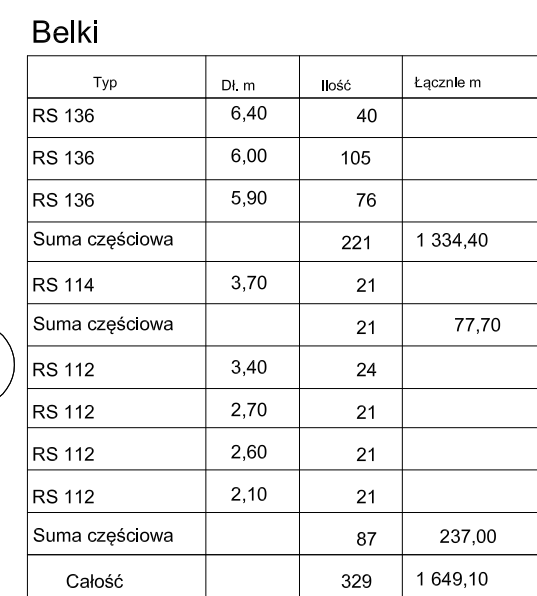 Belki
Typ Dł. m Ilość Łącznie m
RS 136 6,40 40
RS 136 6,00 105
RS 136 5,90 76
Suma częściowa 221 1 334,40
RS 114 3,70 21
Suma częściowa 21 77,70
RS 112 3,40 24
RS 112 2,70 21
RS 112 2,60 21
RS 112 2,10 21
Suma częściowa 87 237,00
Całość 329 1 649,10